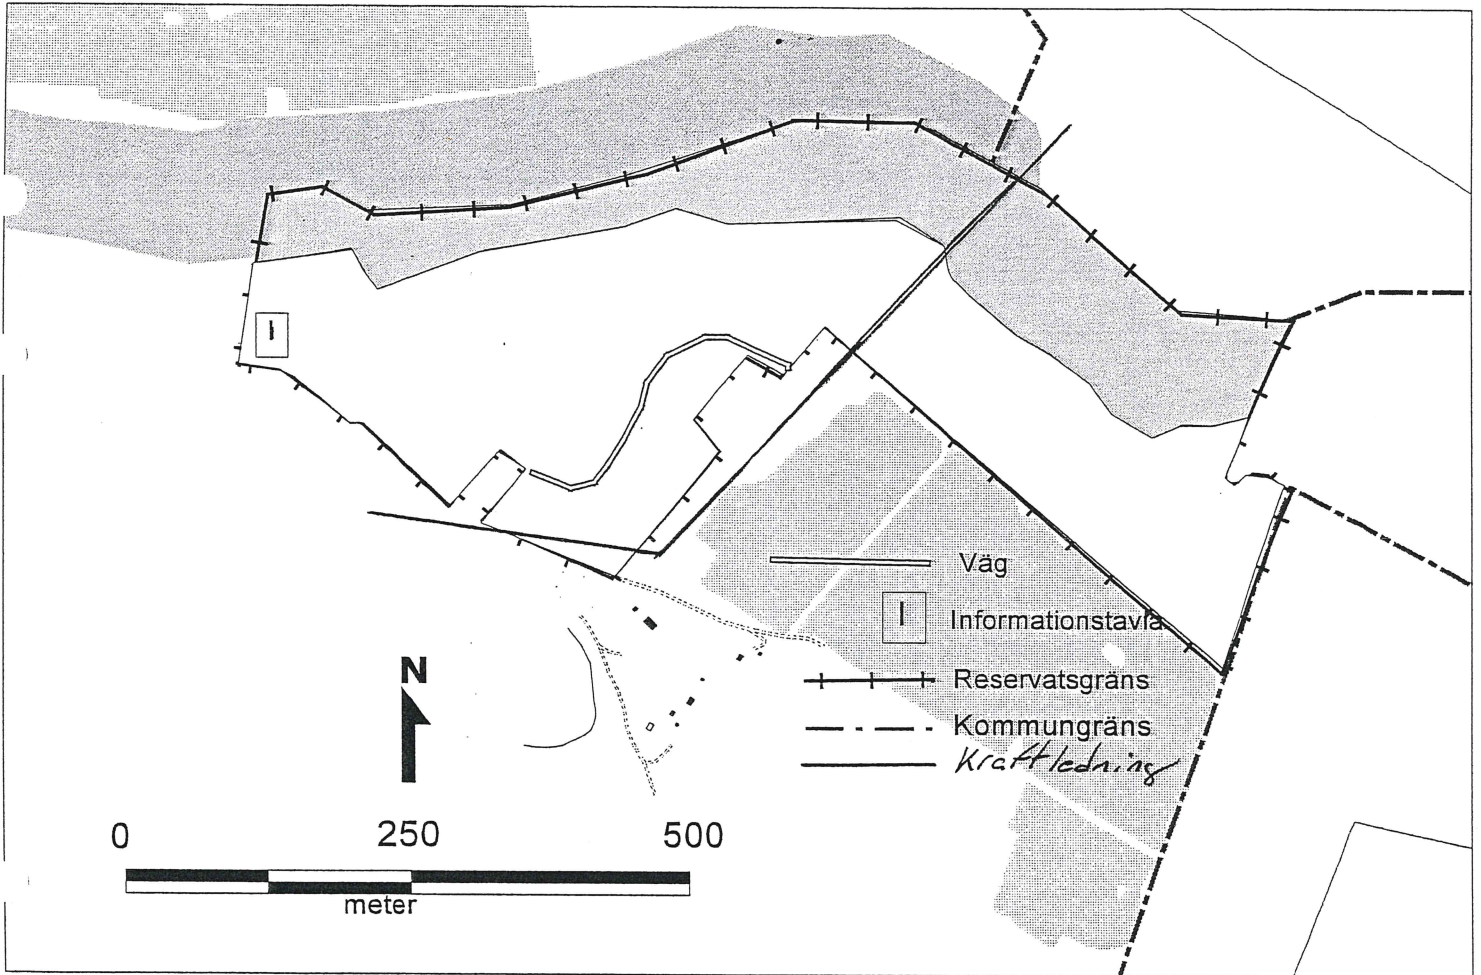 I
Väg
I Informationstavla
Reservatsgräns
Kommungräns
Kraftledning
N
0 250 500
meter